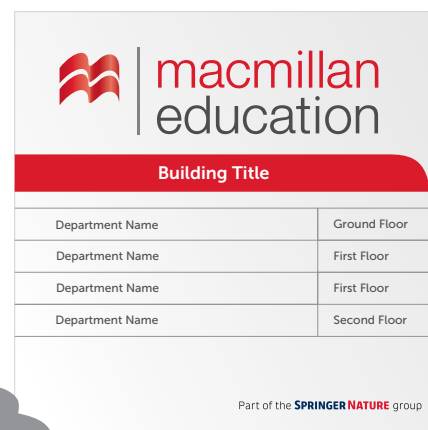 macmillan
education
Building Title
Department Name Ground Floor
Department Name First Floor
Department Name First Floor
Department Name Second Floor
Part of the SPRINGER NATURE group